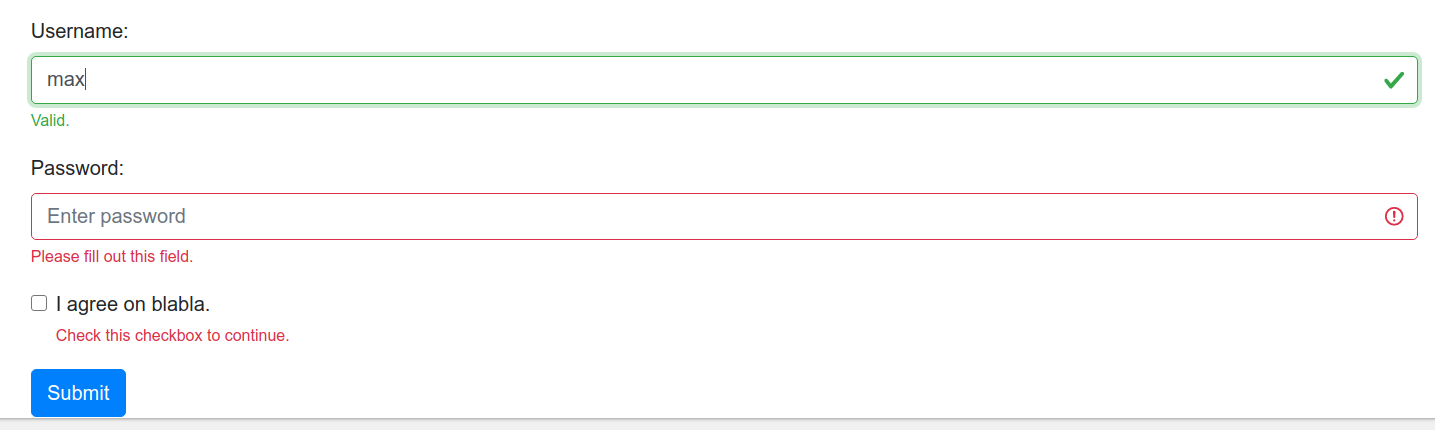 Username:
max
Valid.
Password:
Enter password
Please fill out this field.
I agree on blabla.
Check this checkbox to continue.
Submit